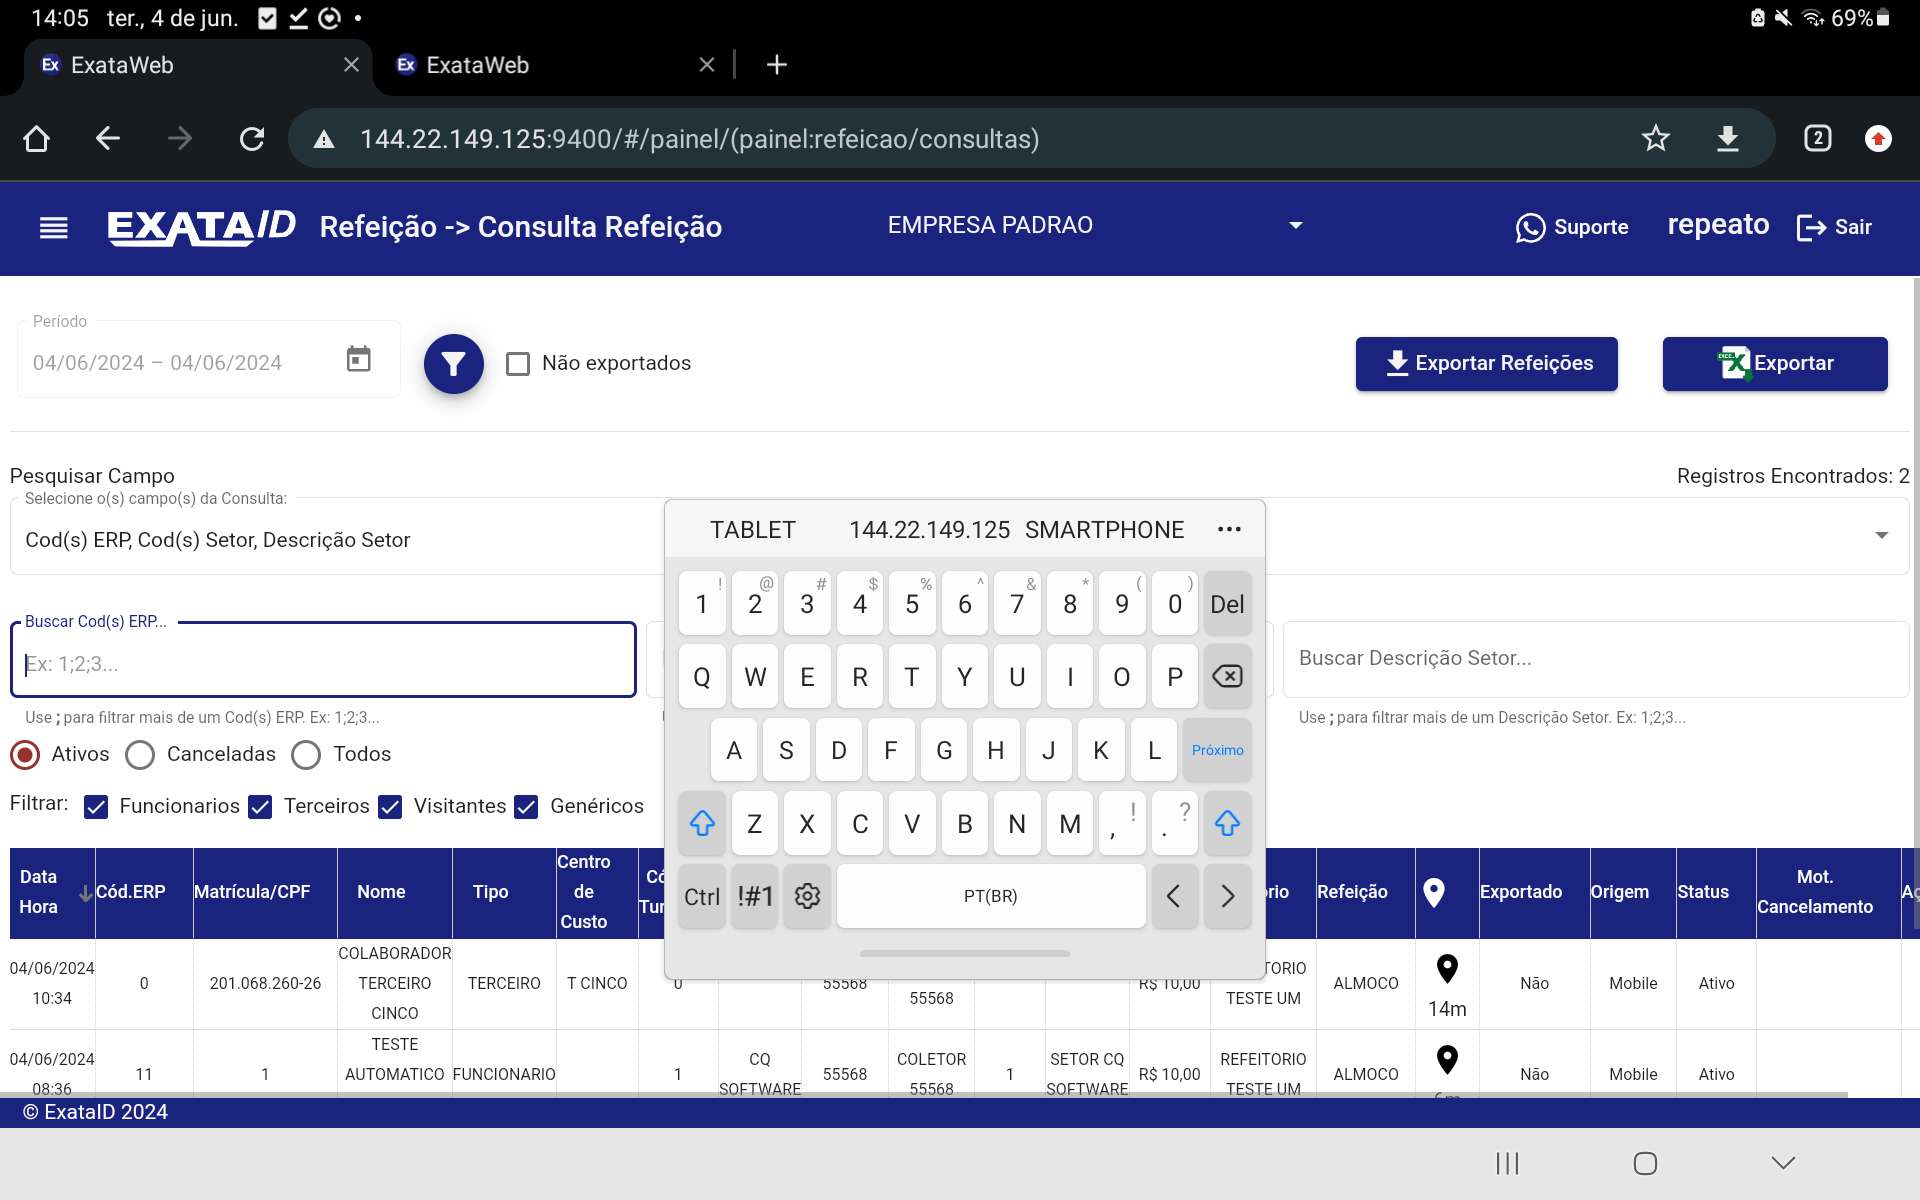 14:05 ter., 4 de jun.
69%
Ex ExataWeb
Ex ExataWeb
144.22.149.125:9400/#/painel/(painel:refeicao/consultas)
2
EXATA/ID Refeição -> Consulta Refeição
EMPRESA PADRAO
Suporte
repeato
Sair
Período
04/06/2024 – 04/06/2024
Não exportados
Exportar Refeições
Exportar
Pesquisar Campo
Registros Encontrados: 2
Selecione o(s) campo(s) da Consulta:
Cod(s) ERP, Cod(s) Setor, Descrição Setor
Buscar Cod(s) ERP...
Ex: 1;2;3...
Use ; para filtrar mais de um Cod(s) ERP. Ex: 1;2;3...
Buscar Descrição Setor...
Use ; para filtrar mais de um Descrição Setor. Ex: 1;2;3...
Ativos Canceladas Todos
Filtrar: Funcionarios Terceiros Visitantes Genéricos
TABLET 144.22.149.125 SMARTPHONE ...
! @ # $ % ^ & * ( )
1 2 3 4 5 6 7 8 9 0 Del
Q W E R T Y U I O P
A S D F G H J K L Próximo
Z X C V B N M , ! . ?
Ctrl !#1 PT(BR) < >
Data Hora Cód.ERP Matrícula/CPF Nome Tipo Centro de Custo
Refeição Exportado Origem Status Mot. Cancelamento
04/06/2024 10:34 0 201.068.260-26 COLABORADOR TERCEIRO CINCO TERCEIRO T CINCO 0 55568 55568 R$ 10,00 TESTE UM ALMOCO 14m Não Mobile Ativo
04/06/2024 08:36 11 1 TESTE AUTOMATICO FUNCIONARIO 1 CQ SOFTWARE 55568 COLETOR 55568 1 SETOR CQ SOFTWARE R$ 10,00 REFEITORIO TESTE UM ALMOCO Não Mobile Ativo
© ExataID 2024